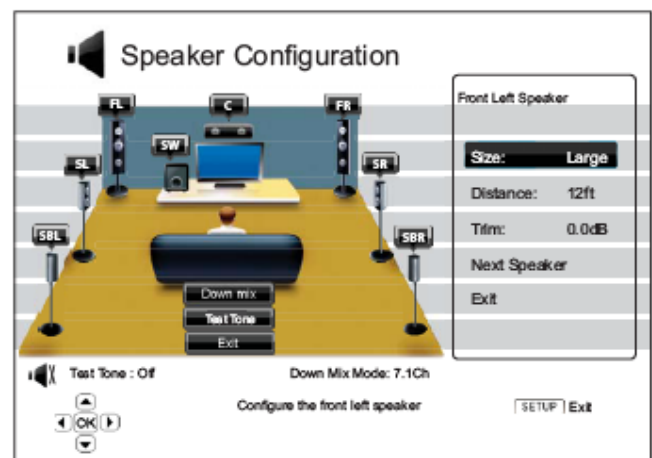 Speaker Configuration
FL
C
FR
SW
SL
SR
SBL
SBR
Down mix
Test Tone
Exit
Front Left Speaker
Size: Large
Distance: 12ft
Trim: 0.0dB
Next Speaker
Exit
Test Tone : Off
Down Mix Mode: 7.1Ch
OK
Configure the front left speaker
SETUP Exit